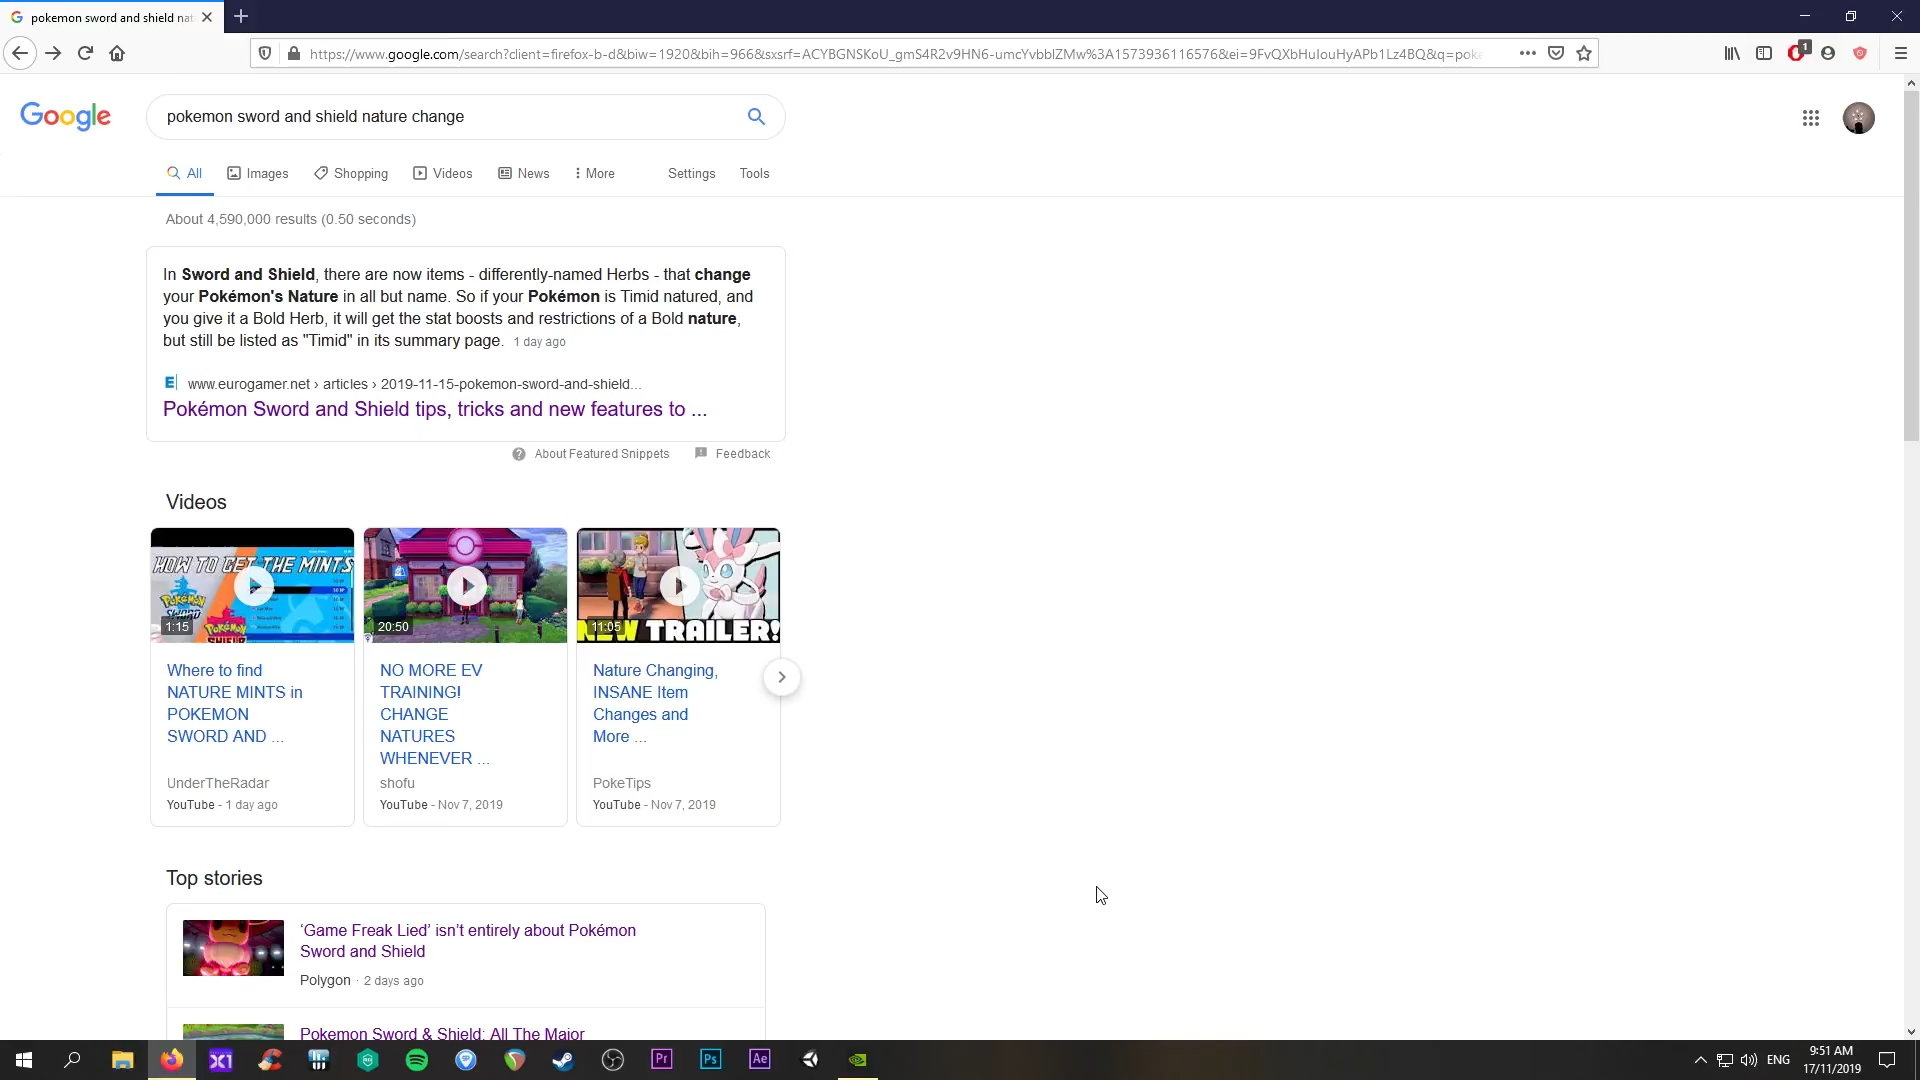 pokemon sword and shield nat
https://www.google.com/search?client=firefox-b-d&biw=1920&bih=966&sxsrf=ACYBGNSKoU_gmS4R2v9HN6-umcYvbblZMw%3A1573936116576&ei=9FvQXbHuIouHyAPb1Lz4BQ&q=poke
1
Google
pokemon sword and shield nature change
All Images Shopping Videos News More Settings Tools
About 4,590,000 results (0.50 seconds)
In Sword and Shield, there are now items - differently-named Herbs - that change
your Pokémon's Nature in all but name. So if your Pokémon is Timid natured, and
you give it a Bold Herb, it will get the stat boosts and restrictions of a Bold nature,
but still be listed as "Timid" in its summary page. 1 day ago
E www.eurogamer.net › articles › 2019-11-15-pokemon-sword-and-shield...
Pokémon Sword and Shield tips, tricks and new features to ...
About Featured Snippets Feedback
Videos
HOW TO GET THE MINTS
Pokémon
SWORD
Pokémon
SHIELD
1:15
20:50
11:05
NEW TRAILER!
Where to find
NATURE MINTS in
POKEMON
SWORD AND ...
UnderTheRadar
YouTube - 1 day ago
NO MORE EV
TRAINING!
CHANGE
NATURES
WHENEVER ...
shofu
YouTube - Nov 7, 2019
Nature Changing,
INSANE Item
Changes and
More ...
PokeTips
YouTube - Nov 7, 2019
Top stories
‘Game Freak Lied’ isn’t entirely about Pokémon
Sword and Shield
Polygon · 2 days ago
Pokemon Sword & Shield: All The Major
Pr Ps Ae
ENG
9:51 AM
17/11/2019